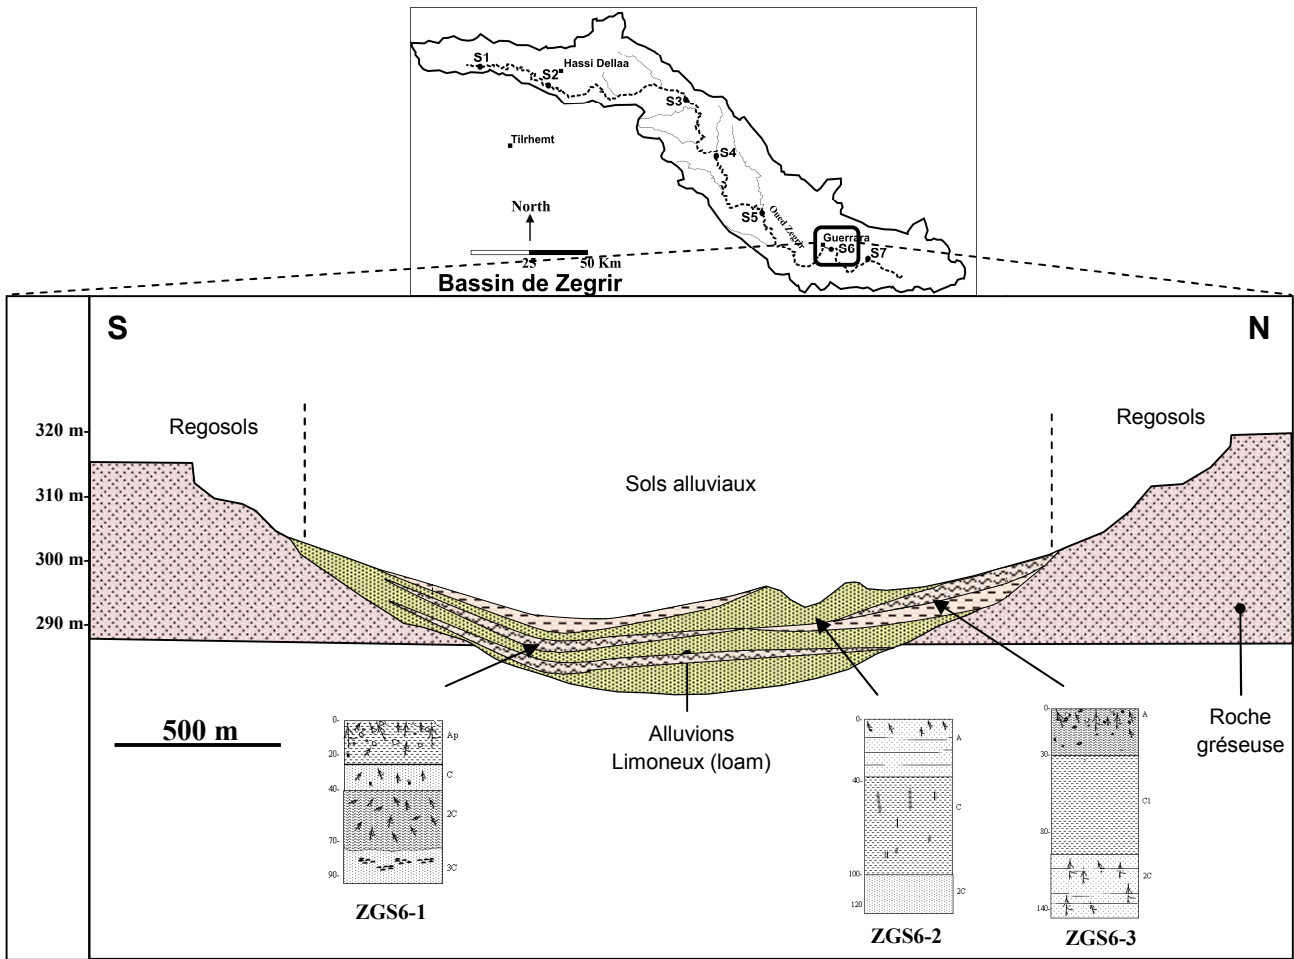 S1
S2
Hassi Dellaa
S3
Tilrhemt
S4
North
S5
Oued Zegrir
Guerrara
S6
S7
25 50 Km
Bassin de Zegrir
S
N
320 m
310 m
300 m
290 m
Regosols
Sols alluviaux
Regosols
500 m
Alluvions
Limoneux (loam)
Roche
gréseuse
0-
20-
40-
70-
90-
Ap
C
2C
3C
ZGS6-1
0-
40-
100-
120
A
C
2C
ZGS6-2
0-
30-
80-
140-
A
C1
2C
ZGS6-3